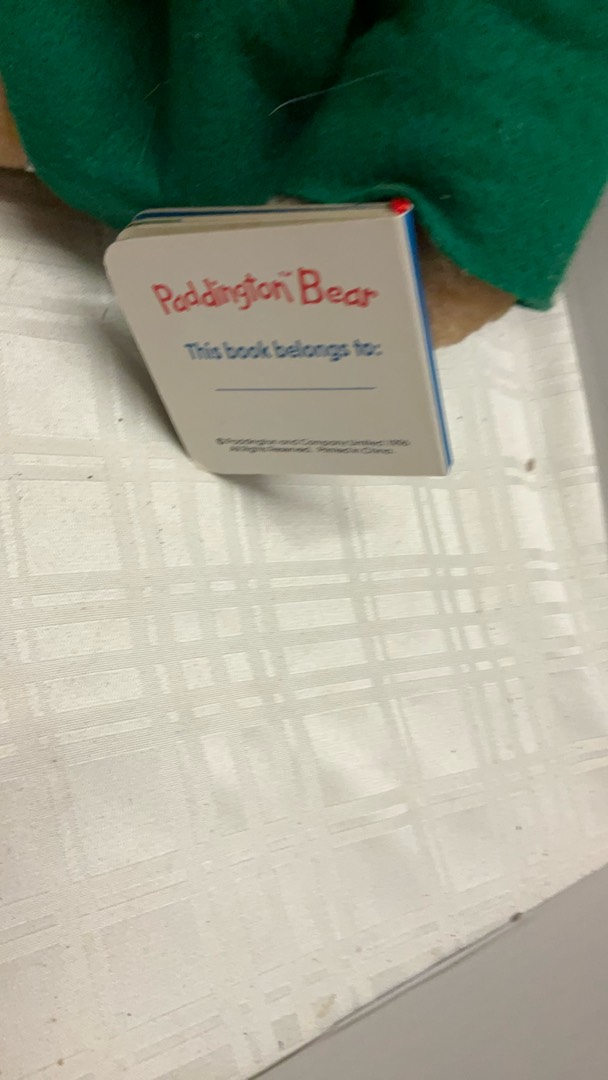 Paddington™ Bear
This book belongs to:
©Paddington and Company Limited
All Rights Reserved. Printed in China.